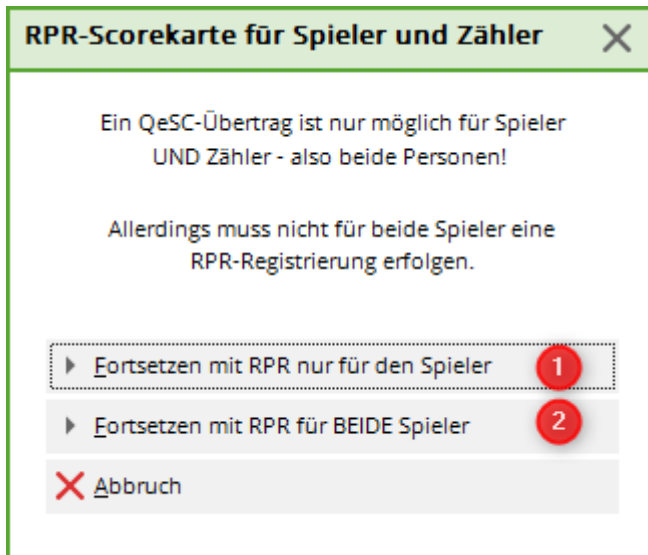 RPR-Scorekarte für Spieler und Zähler
Ein QeSC-Übertrag ist nur möglich für Spieler
UND Zähler - also beide Personen!
Allerdings muss nicht für beide Spieler eine
RPR-Registrierung erfolgen.
Fortsetzen mit RPR nur für den Spieler 1
Fortsetzen mit RPR für BEIDE Spieler 2
Abbruch